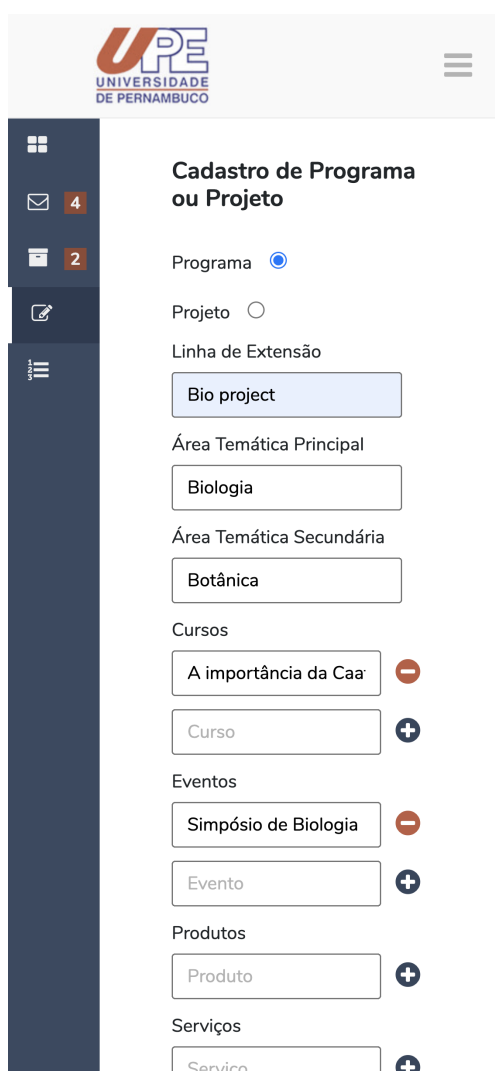 UPE
UNIVERSIDADE
DE PERNAMBUCO
4
2
Cadastro de Programa
ou Projeto
Programa
Projeto
Linha de Extensão
Bio project
Área Temática Principal
Biologia
Área Temática Secundária
Botânica
Cursos
A importância da Caa
Curso
Eventos
Simpósio de Biologia
Evento
Produtos
Produto
Serviços
Serviço